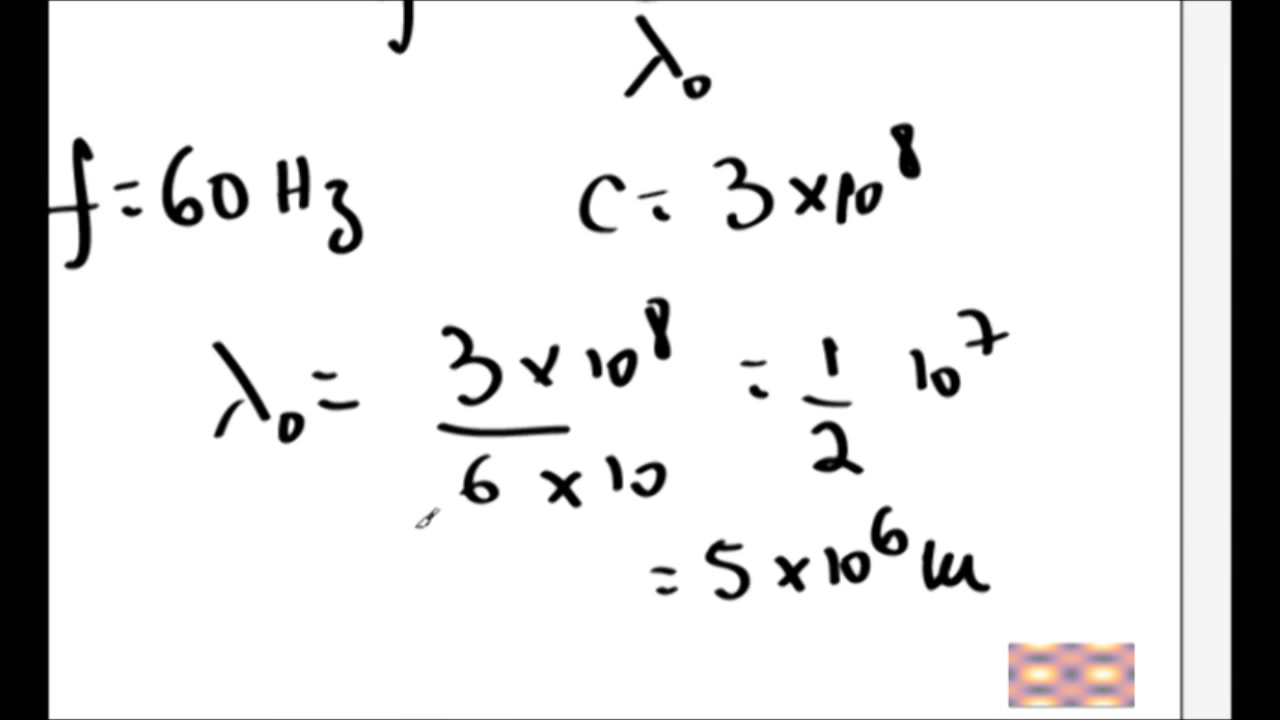 λ₀
f = 60 Hz c = 3 × 10⁸
λ₀ = 3 × 10⁸ / 6 × 10 = 1/2 10⁷
= 5 × 10⁶ m